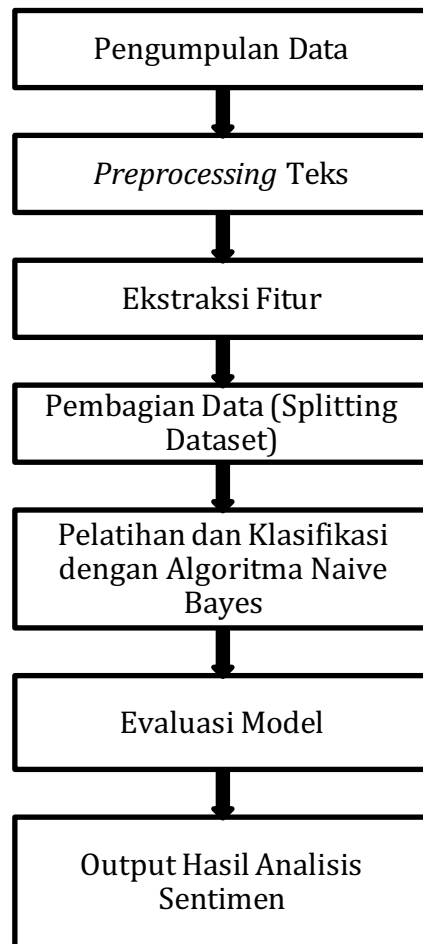 Pengumpulan Data
Preprocessing Teks
Ekstraksi Fitur
Pembagian Data (Splitting
Dataset)
Pelatihan dan Klasifikasi
dengan Algoritma Naive
Bayes
Evaluasi Model
Output Hasil Analisis
Sentimen